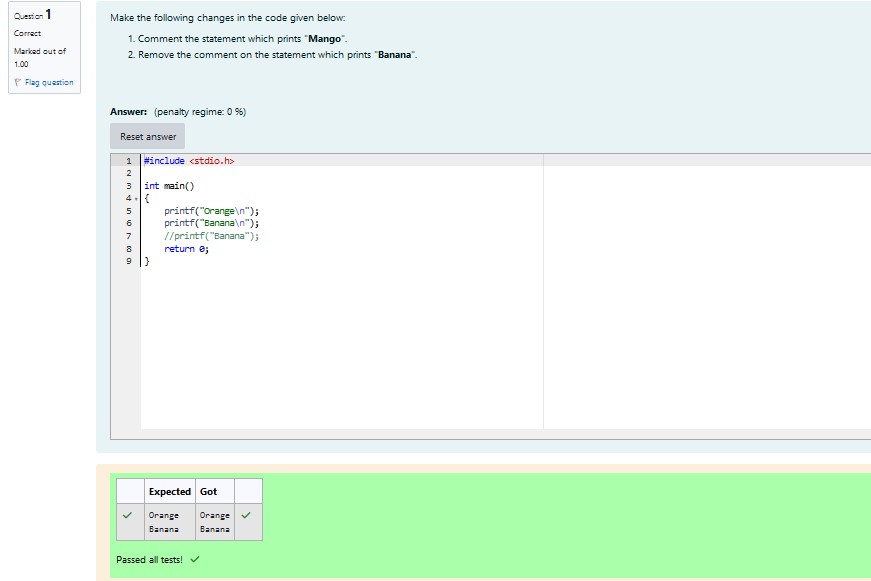 Question 1
Correct
Marked out of
1.00
Flag question
Make the following changes in the code given below:
1. Comment the statement which prints "Mango".
2. Remove the comment on the statement which prints "Banana".
Answer: (penalty regime: 0 %)
Reset answer
1 #include <stdio.h>
2
3 int main()
4 {
5 printf("Orange\n");
6 printf("Banana\n");
7 //printf("Banana");
8 return 0;
9 }
Expected Got
Orange Orange
Banana Banana
Passed all tests!